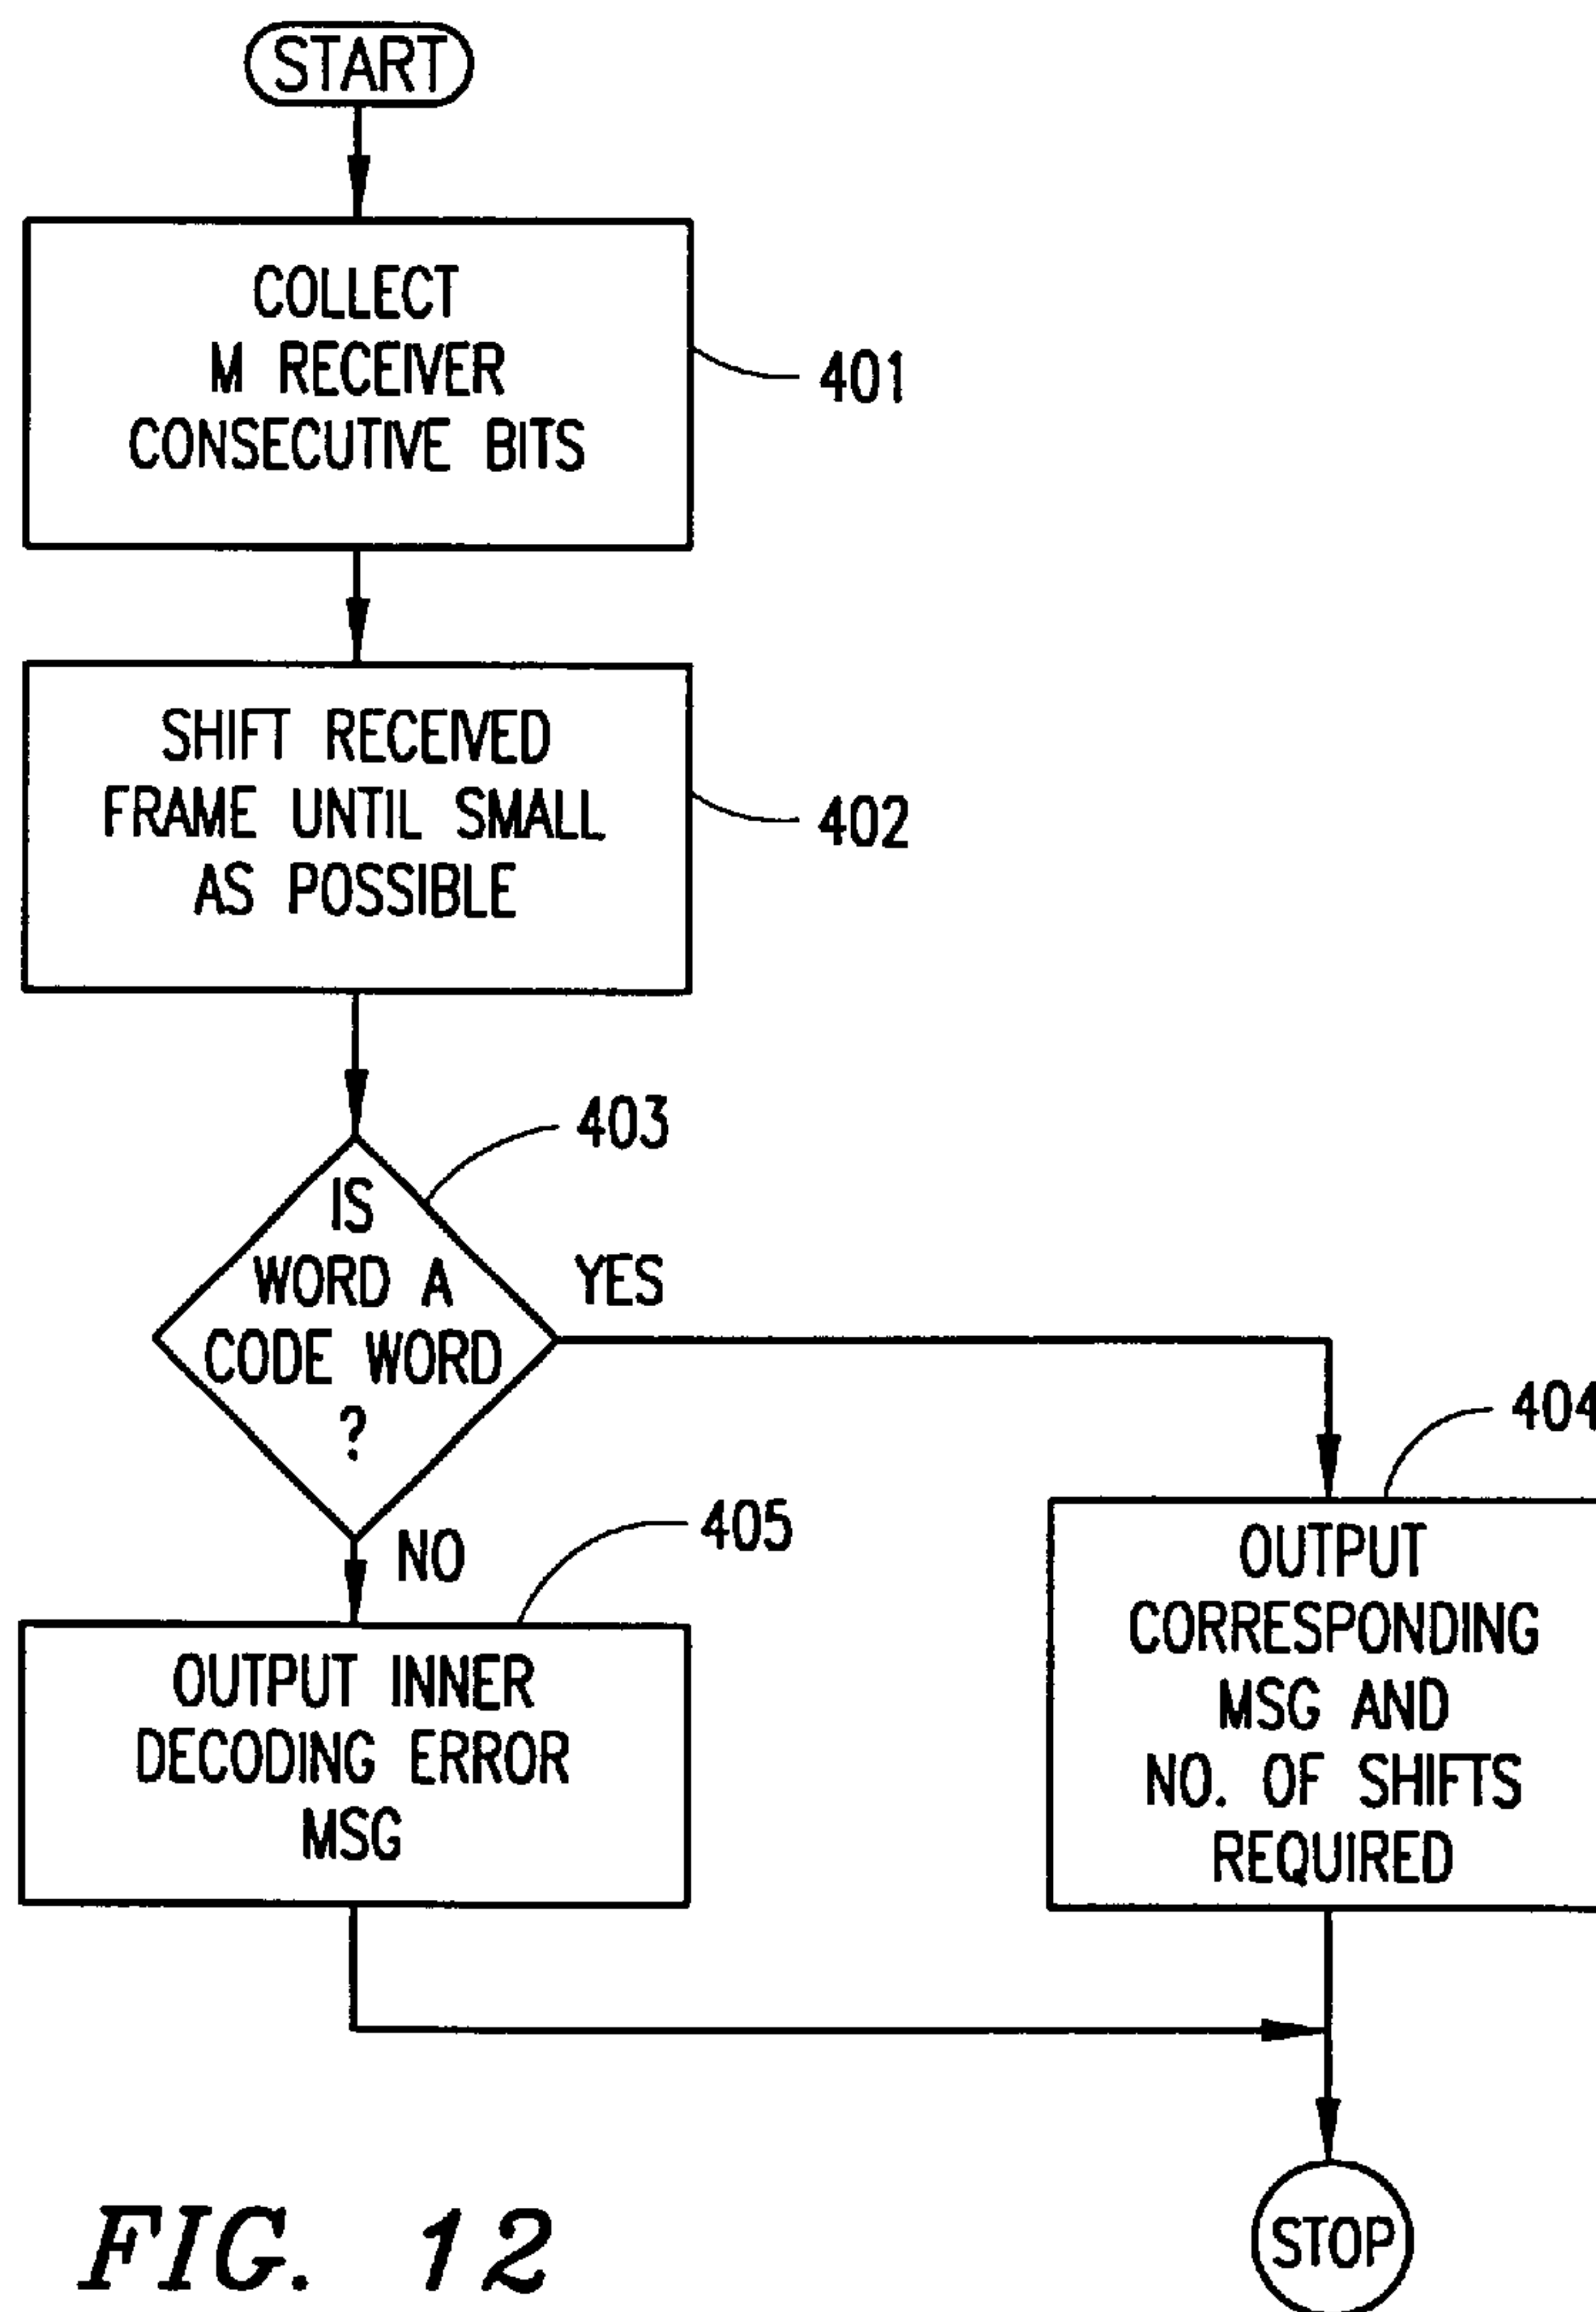 START
COLLECT
M RECEIVER
CONSECUTIVE BITS
401
SHIFT RECEIVED
FRAME UNTIL SMALL
AS POSSIBLE
402
403
IS
WORD A
CODE WORD
?
YES
NO
404
OUTPUT
CORRESPONDING
MSG AND
NO. OF SHIFTS
REQUIRED
405
OUTPUT INNER
DECODING ERROR
MSG
STOP
FIG. 12